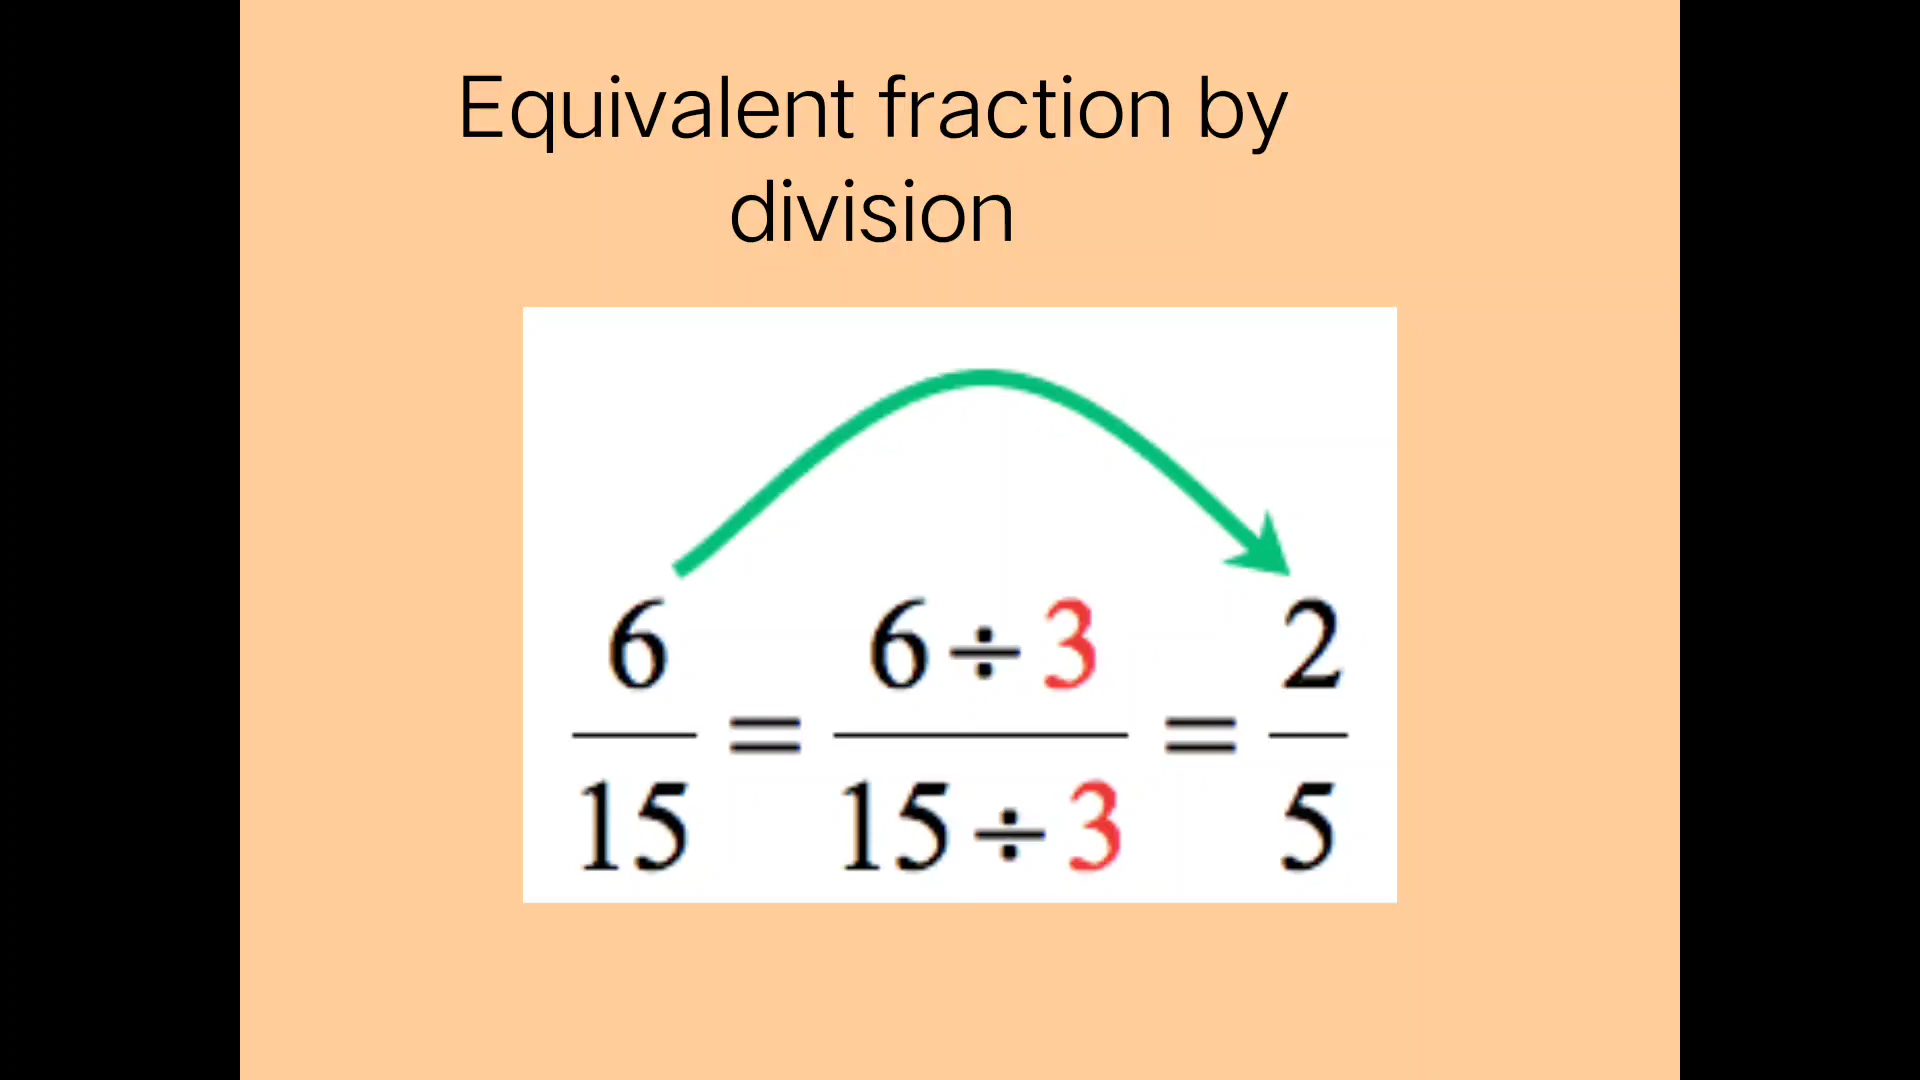 Equivalent fraction by
division
6/15 = 6÷3/15÷3 = 2/5